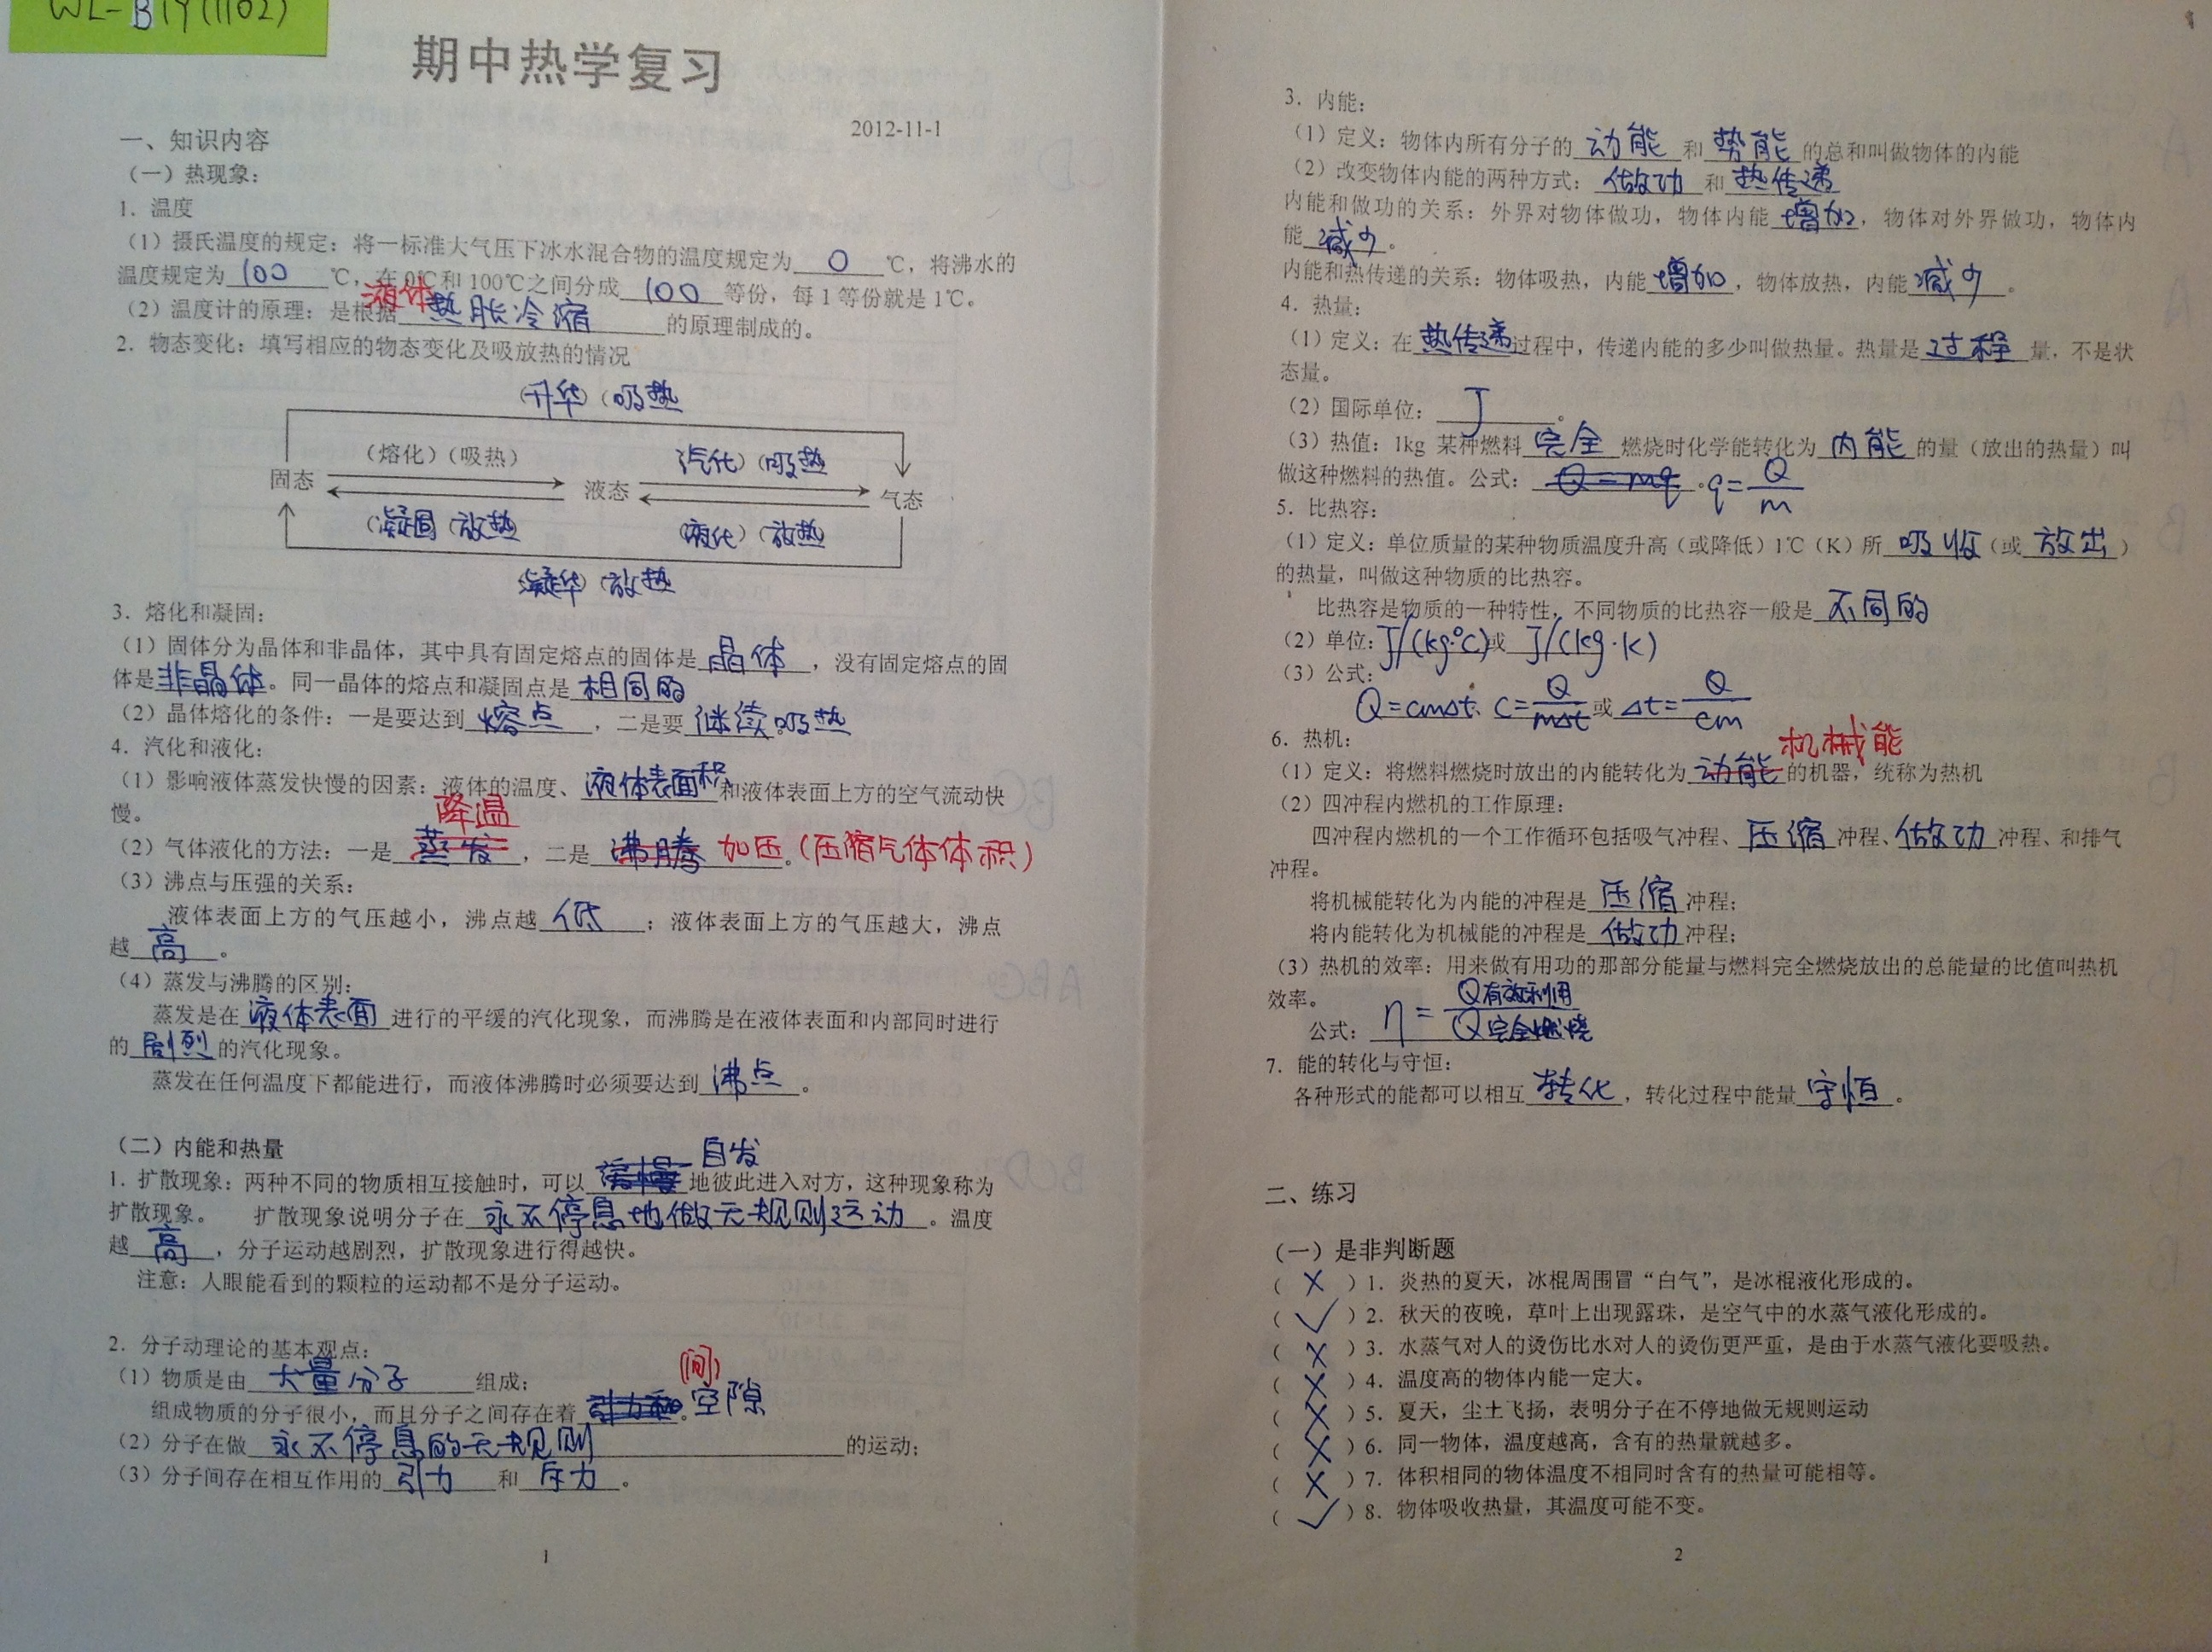 WL-B 19(1102)
期中热学复习
2012-11-1
一、知识内容
（一）热现象：
1．温度
（1）摄氏温度的规定：将一标准大气压下冰水混合物的温度规定为 0 ℃，将沸水的
温度规定为 100 ℃，在 0℃和 100℃之间分成 100 等份，每 1 等份就是 1℃。
（2）温度计的原理：是根据 液体热胀冷缩 的原理制成的。
2．物态变化：填写相应的物态变化及吸放热的情况
（升华）（吸热
（熔化）（吸热） 汽化）（吸热
固态 液态 气态
（凝固（放热 （液化）（放热
凝华）（放热
3．熔化和凝固：
（1）固体分为晶体和非晶体，其中具有固定熔点的固体是 晶体 ，没有固定熔点的固
体是 非晶体 。同一晶体的熔点和凝固点是 相同的
（2）晶体熔化的条件：一是要达到 熔点 ，二是要 继续吸热
4．汽化和液化：
（1）影响液体蒸发快慢的因素：液体的温度、 液体表面积 和液体表面上方的空气流动快
慢。
降温
（2）气体液化的方法：一是 蒸发 ，二是 沸腾 加压。（压缩气体体积）
（3）沸点与压强的关系：
液体表面上方的气压越小，沸点越 低 ；液体表面上方的气压越大，沸点
越 高 。
（4）蒸发与沸腾的区别：
蒸发是在 液体表面 进行的平缓的汽化现象，而沸腾是在液体表面和内部同时进行
的 剧烈 的汽化现象。
蒸发在任何温度下都能进行，而液体沸腾时必须要达到 沸点 。
（二）内能和热量
1．扩散现象：两种不同的物质相互接触时，可以 自发 地彼此进入对方，这种现象称为
扩散现象。 扩散现象说明分子在 永不停息地做无规则运动 。温度
越 高 ，分子运动越剧烈，扩散现象进行得越快。
注意：人眼能看到的颗粒的运动都不是分子运动。
2．分子动理论的基本观点：
（1）物质是由 大量分子 组成；
（间）
组成物质的分子很小，而且分子之间存在着 引力和 。空隙
（2）分子在做 永不停息的无规则 的运动；
（3）分子间存在相互作用的 引力 和 斥力 。
1
3．内能：
（1）定义：物体内所有分子的 动能 和 势能 的总和叫做物体的内能
（2）改变物体内能的两种方式： 做功 和 热传递
内能和做功的关系：外界对物体做功，物体内能 增加 ，物体对外界做功，物体内
能 减少 。
内能和热传递的关系：物体吸热，内能 增加 ，物体放热，内能 减少 。
4．热量：
（1）定义：在 热传递 过程中，传递内能的多少叫做热量。热量是 过程 量，不是状
态量。
（2）国际单位： J 。
（3）热值：1kg 某种燃料 完全 燃烧时化学能转化为 内能 的量（放出的热量）叫
做这种燃料的热值。公式： Q=mq 。q=Q/m
5．比热容：
（1）定义：单位质量的某种物质温度升高（或降低）1℃（K）所 吸收 （或 放出 ）
的热量，叫做这种物质的比热容。
比热容是物质的一种特性，不同物质的比热容一般是 不同的
（2）单位：J/(kg·℃)或 J/(kg·K)
（3）公式：
Q=cmΔt、c=Q/mΔt 或 Δt=Q/cm
6．热机：
机械能
（1）定义：将燃料燃烧时放出的内能转化为 动能 的机器，统称为热机
（2）四冲程内燃机的工作原理：
四冲程内燃机的一个工作循环包括吸气冲程、 压缩 冲程、 做功 冲程、和排气
冲程。
将机械能转化为内能的冲程是 压缩 冲程；
将内能转化为机械能的冲程是 做功 冲程；
（3）热机的效率：用来做有用功的那部分能量与燃料完全燃烧放出的总能量的比值叫热机
效率。
公式： η=Q有效利用/Q完全燃烧
7．能的转化与守恒：
各种形式的能都可以相互 转化 ，转化过程中能量 守恒 。
二、练习
（一）是非判断题
（ × ）1．炎热的夏天，冰棍周围冒“白气”，是冰棍液化形成的。
（ ✓ ）2．秋天的夜晚，草叶上出现露珠，是空气中的水蒸气液化形成的。
（ × ）3．水蒸气对人的烫伤比水对人的烫伤更严重，是由于水蒸气液化要吸热。
（ × ）4．温度高的物体内能一定大。
（ × ）5．夏天，尘土飞扬，表明分子在不停地做无规则运动
（ × ）6．同一物体，温度越高，含有的热量就越多。
（ × ）7．体积相同的物体温度不相同时含有的热量可能相等。
（ ✓ ）8．物体吸收热量，其温度可能不变。
2